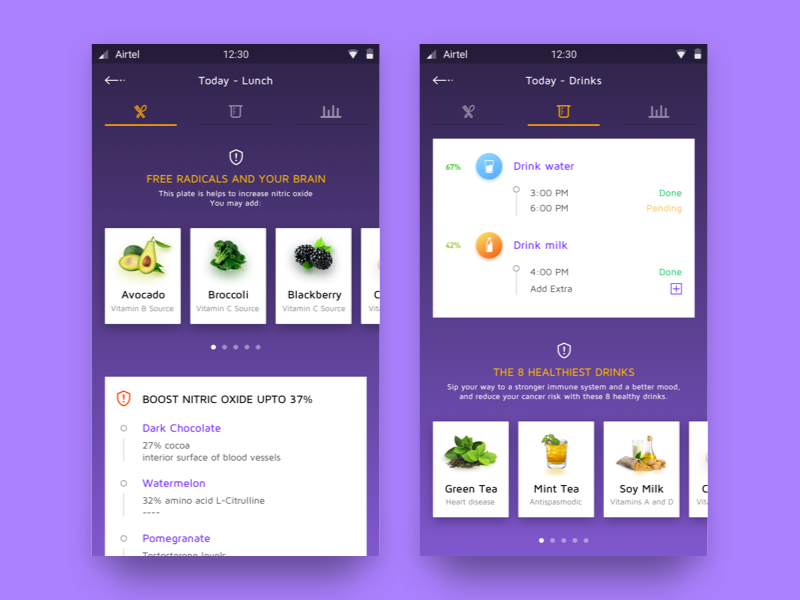 Airtel 12:30
Today - Lunch
FREE RADICALS AND YOUR BRAIN
This plate is helps to increase nitric oxide
You may add:
Avocado
Vitamin B Source
Broccoli
Vitamin C Source
Blackberry
Vitamin C Source
C
Vita
BOOST NITRIC OXIDE UPTO 37%
Dark Chocolate
27% cocoa
interior surface of blood vessels
Watermelon
32% amino acid L-Citrulline
----
Pomegranate
Testosterone levels
Airtel 12:30
Today - Drinks
67% Drink water
3:00 PM Done
6:00 PM Pending
42% Drink milk
4:00 PM Done
Add Extra
THE 8 HEALTHIEST DRINKS
Sip your way to a stronger immune system and a better mood,
and reduce your cancer risk with these 8 healthy drinks.
Green Tea
Heart disease
Mint Tea
Antispasmodic
Soy Milk
Vitamins A and D
C
Vita